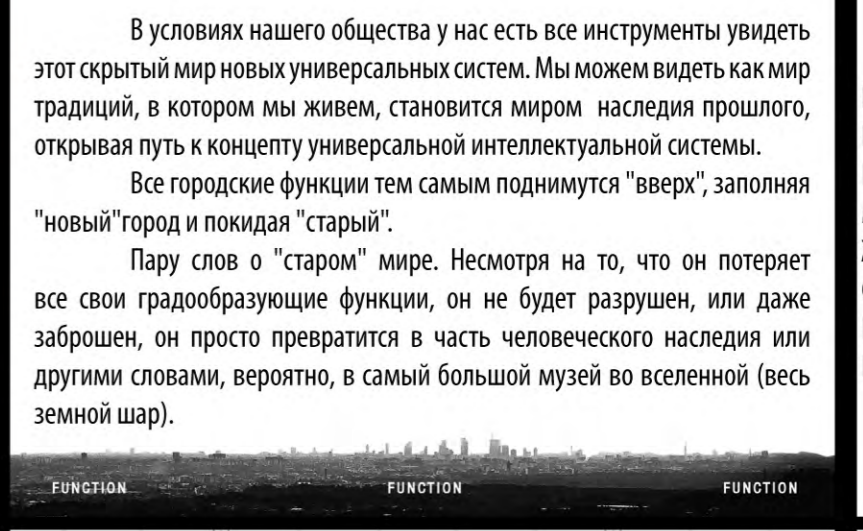 В условиях нашего общества у нас есть все инструменты увидеть
этот скрытый мир новых универсальных систем. Мы можем видеть как мир
традиций, в котором мы живем, становится миром наследия прошлого,
открывая путь к концепту универсальной интеллектуальной системы.
Все городские функции тем самым поднимутся "вверх", заполняя
"новый"город и покидая "старый".
Пару слов о "старом" мире. Несмотря на то, что он потеряет
все свои градообразующие функции, он не будет разрушен, или даже
заброшен, он просто превратится в часть человеческого наследия или
другими словами, вероятно, в самый большой музей во вселенной (весь
земной шар).
FUNCTION FUNCTION FUNCTION